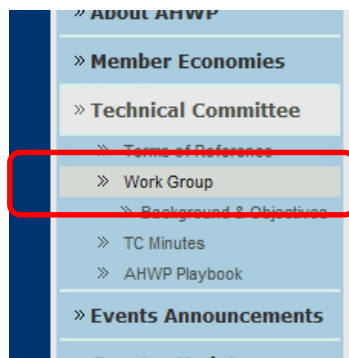 » About AHWP
» Member Economies
» Technical Committee
» Terms of Reference
» Work Group
» Background & Objectives
» TC Minutes
» AHWP Playbook
» Events Announcements